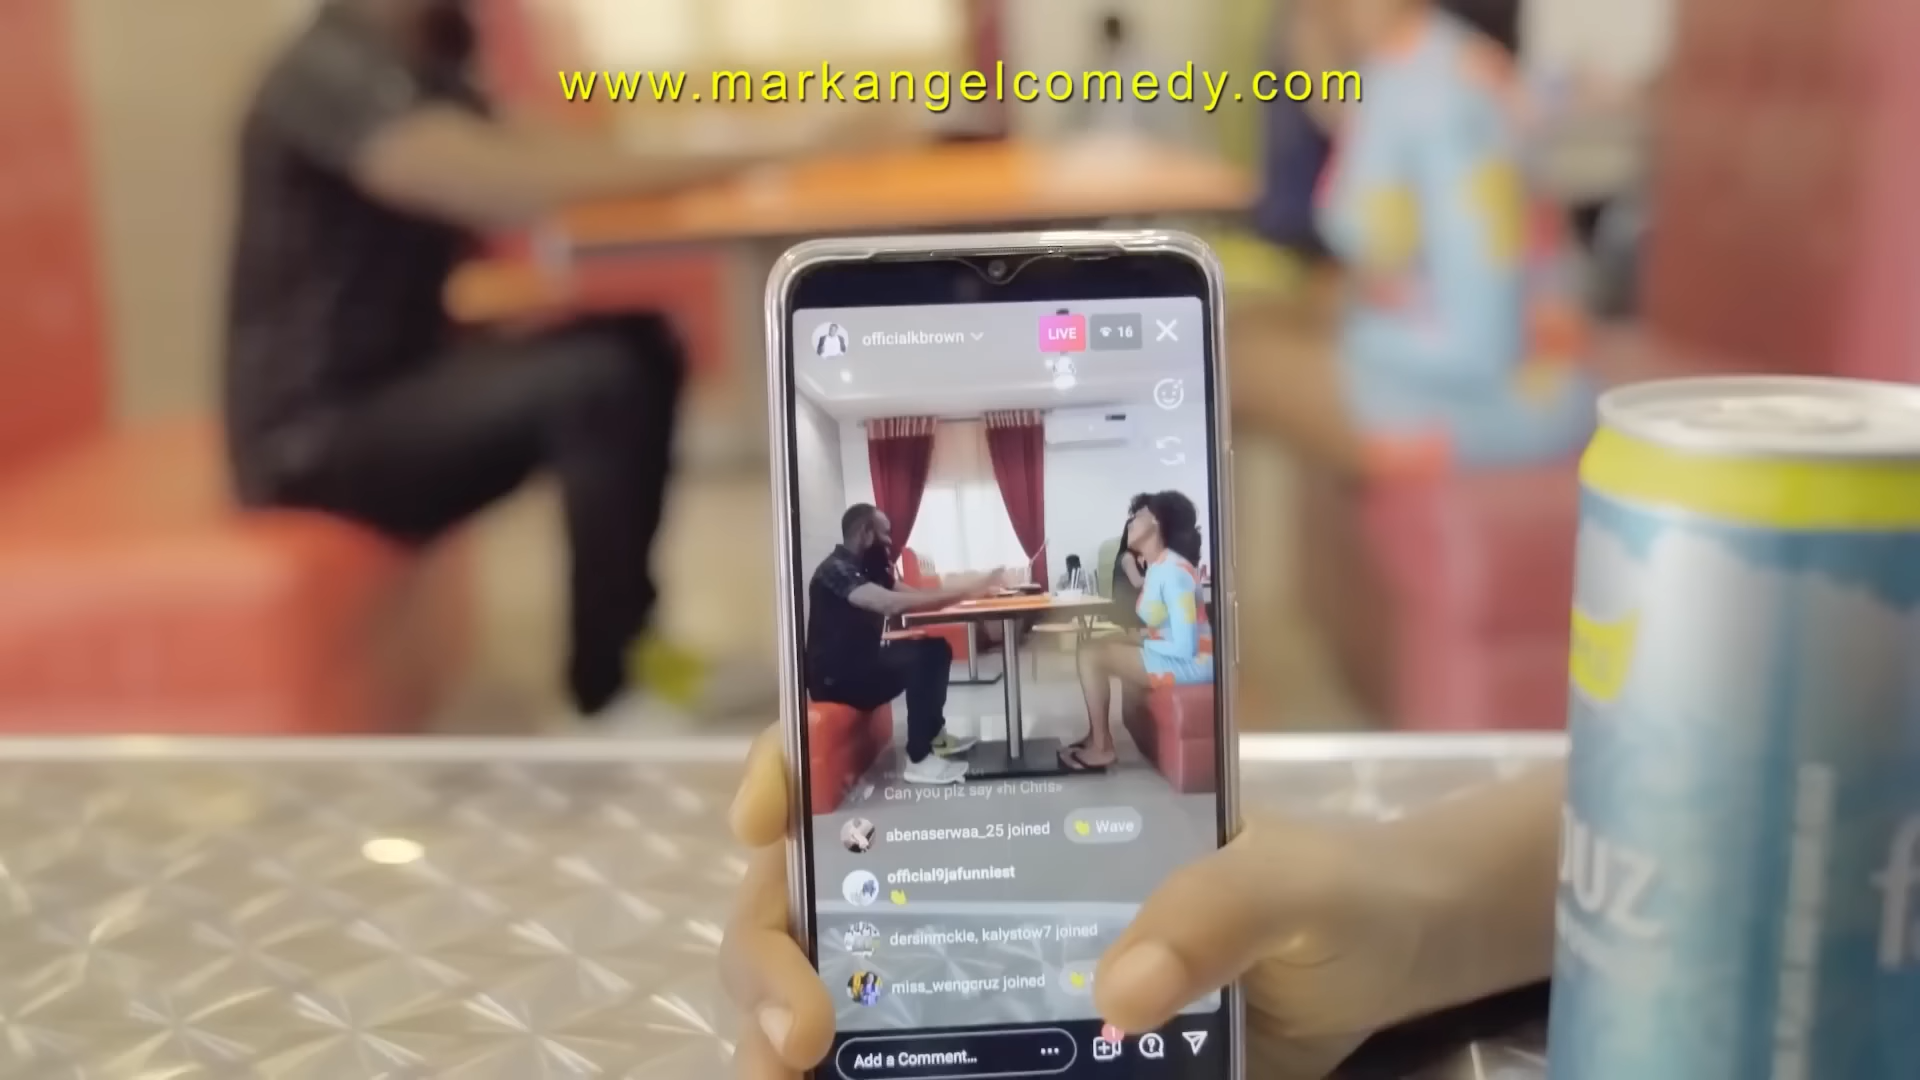 www.markangelcomedy.com
officialkbrown
LIVE
16
Can you plz say «hi Chris»
abenaserwaa_25 joined
Wave
official9jafunniest
dersinmckie, kalystow7 joined
miss_wengcruz joined
Add a Comment...